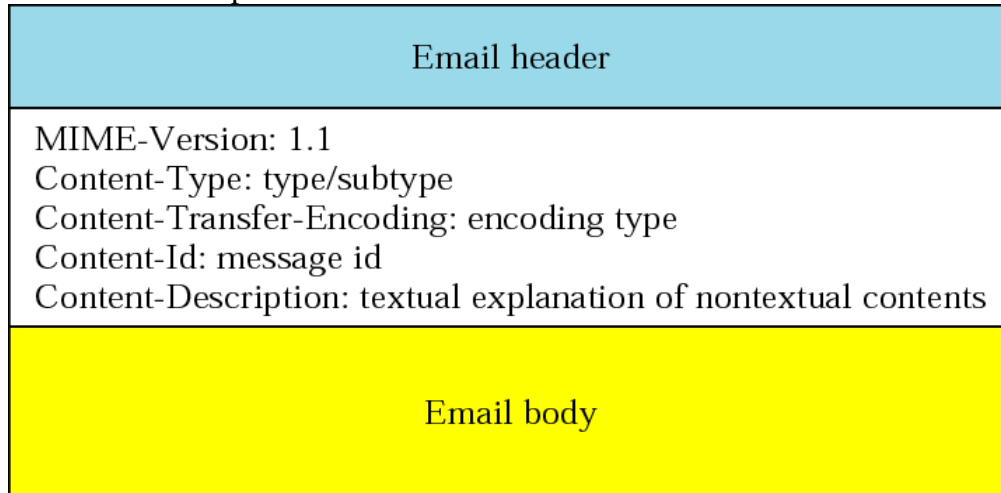 Email header
MIME-Version: 1.1
Content-Type: type/subtype
Content-Transfer-Encoding: encoding type
Content-Id: message id
Content-Description: textual explanation of nontextual contents
Email body